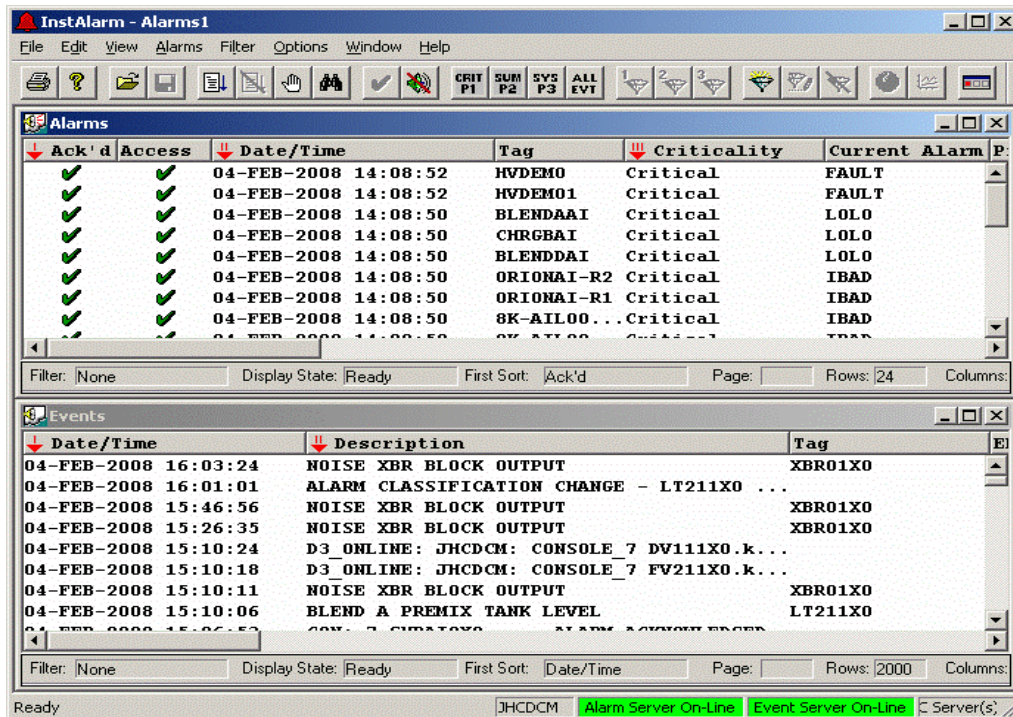 InstAlarm - Alarms1
File Edit View Alarms Filter Options Window Help
CRIT P1 SUM P2 SYS P3 ALL EVT 1 2 3
Alarms
Ack'd Access Date/Time Tag Criticality Current Alarm
04-FEB-2008 14:08:52 HVDEMO Critical FAULT
04-FEB-2008 14:08:52 HVDEMO1 Critical FAULT
04-FEB-2008 14:08:50 BLENDAAI Critical LOLO
04-FEB-2008 14:08:50 CHRGBAI Critical LOLO
04-FEB-2008 14:08:50 BLENDDAI Critical LOLO
04-FEB-2008 14:08:50 ORIONAI-R2 Critical IBAD
04-FEB-2008 14:08:50 ORIONAI-R1 Critical IBAD
04-FEB-2008 14:08:50 8K-AIL00... Critical IBAD
Filter: None Display State: Ready First Sort: Ack'd Page: Rows: 24 Columns:
Events
Date/Time Description Tag
04-FEB-2008 16:03:24 NOISE XBR BLOCK OUTPUT XBR01X0
04-FEB-2008 16:01:01 ALARM CLASSIFICATION CHANGE - LT211X0 ...
04-FEB-2008 15:46:56 NOISE XBR BLOCK OUTPUT XBR01X0
04-FEB-2008 15:26:35 NOISE XBR BLOCK OUTPUT XBR01X0
04-FEB-2008 15:10:24 D3_ONLINE: JHCDCM: CONSOLE_7 DV111X0.k...
04-FEB-2008 15:10:18 D3_ONLINE: JHCDCM: CONSOLE_7 FV211X0.k...
04-FEB-2008 15:10:11 NOISE XBR BLOCK OUTPUT XBR01X0
04-FEB-2008 15:10:06 BLEND A PREMIX TANK LEVEL LT211X0
Filter: None Display State: Ready First Sort: Date/Time Page: Rows: 2000 Columns:
Ready JHCDCM Alarm Server On-Line Event Server On-Line C Server(s)